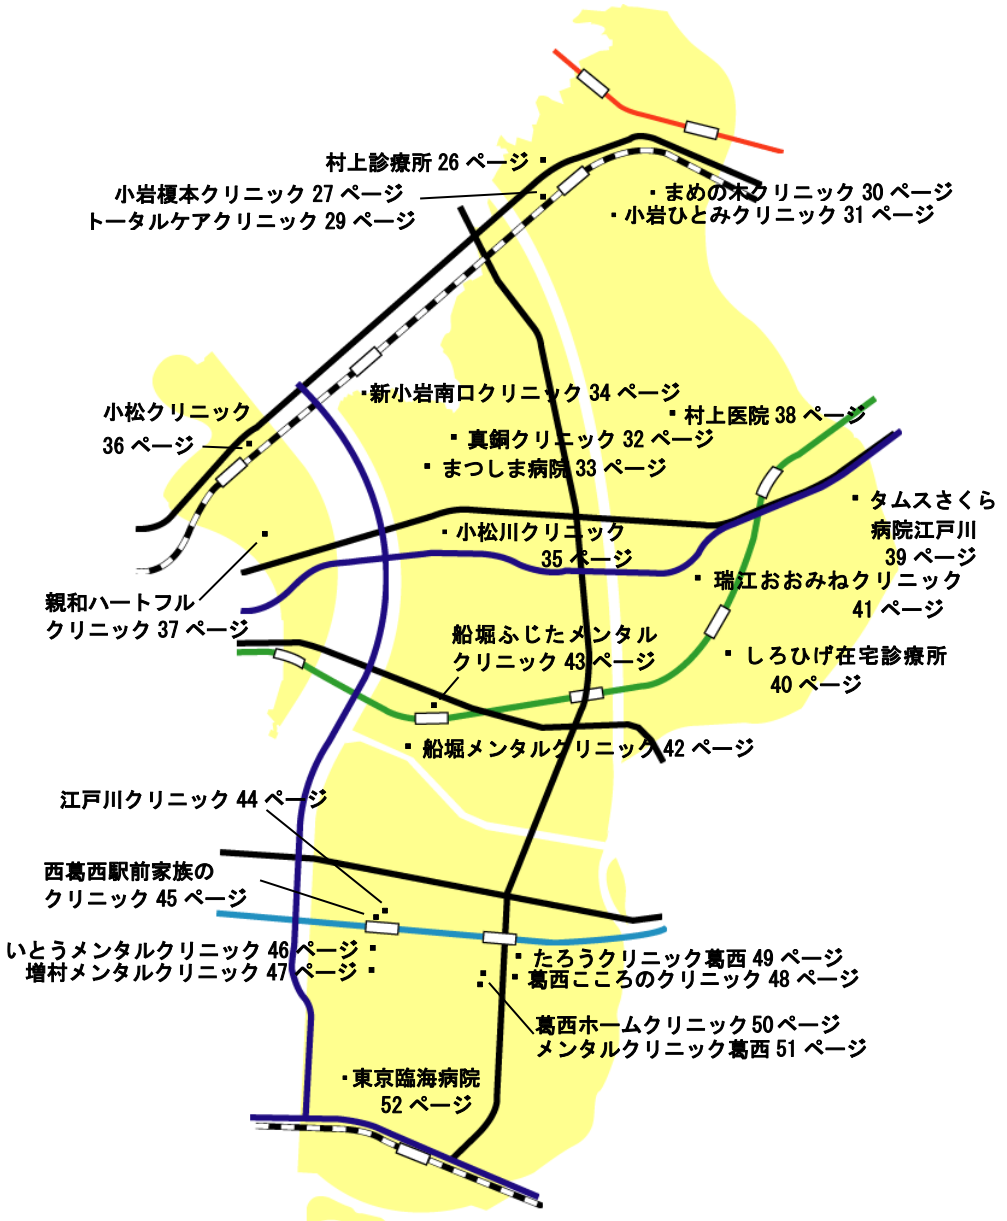 村上診療所 26 ページ
小岩榎本クリニック 27 ページ
トータルケアクリニック 29 ページ
まめの木クリニック 30 ページ
小岩ひとみクリニック 31 ページ
新小岩南口クリニック 34 ページ
小松クリニック
36 ページ
村上医院 38 ページ
真銅クリニック 32 ページ
まつしま病院 33 ページ
タムスさくら
病院江戸川
39 ページ
小松川クリニック
35 ページ
瑞江おおみねクリニック
41 ページ
親和ハートフル
クリニック 37 ページ
船堀ふじたメンタル
クリニック 43 ページ
しろひげ在宅診療所
40 ページ
船堀メンタルクリニック 42 ページ
江戸川クリニック 44 ページ
西葛西駅前家族の
クリニック 45 ページ
いとうメンタルクリニック 46 ページ
増村メンタルクリニック 47 ページ
たろうクリニック葛西 49 ページ
葛西こころのクリニック 48 ページ
葛西ホームクリニック 50 ページ
メンタルクリニック葛西 51 ページ
東京臨海病院
52 ページ